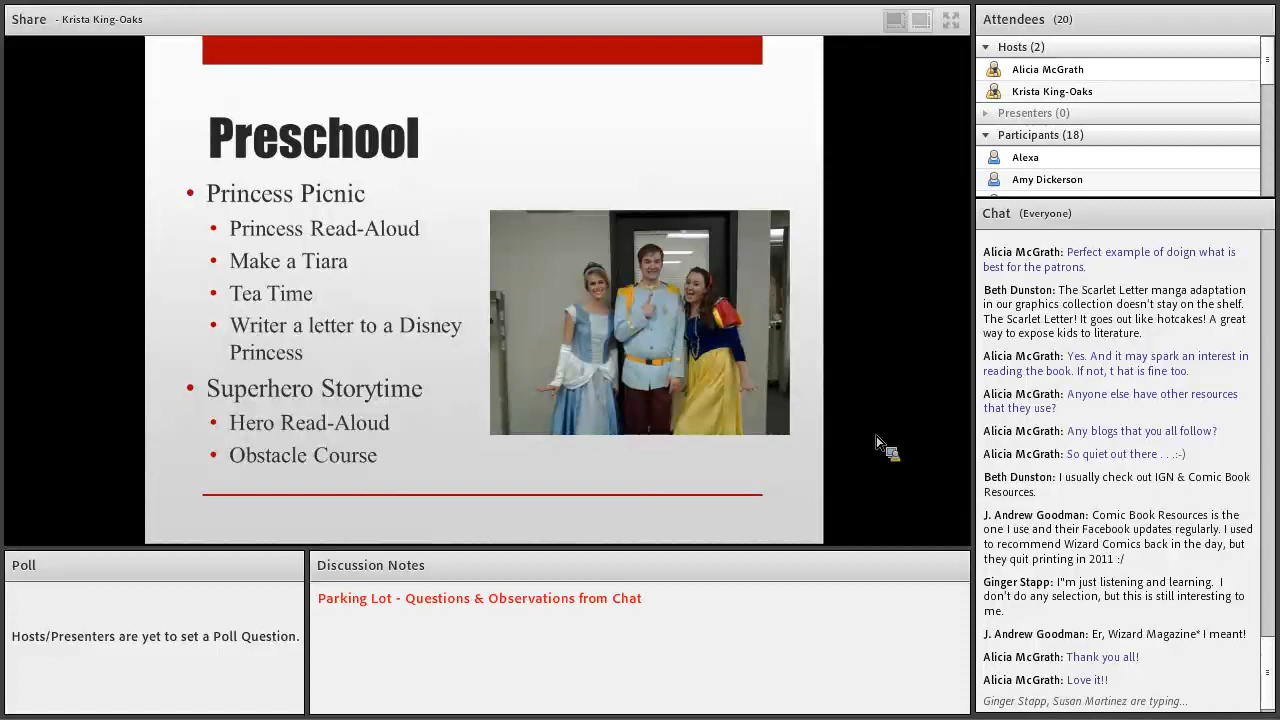 Share - Krista King-Oaks
Preschool
• Princess Picnic
• Princess Read-Aloud
• Make a Tiara
• Tea Time
• Writer a letter to a Disney
Princess
• Superhero Storytime
• Hero Read-Aloud
• Obstacle Course
Poll
Hosts/Presenters are yet to set a Poll Question.
Discussion Notes
Parking Lot - Questions & Observations from Chat
Attendees (20)
Hosts (2)
Alicia McGrath
Krista King-Oaks
Presenters (0)
Participants (18)
Alexa
Amy Dickerson
Chat (Everyone)
Alicia McGrath: Perfect example of doign what is
best for the patrons.
Beth Dunston: The Scarlet Letter manga adaptation
in our graphics collection doesn't stay on the shelf.
The Scarlet Letter! It goes out like hotcakes! A great
way to expose kids to literature.
Alicia McGrath: Yes. And it may spark an interest in
reading the book. If not, t hat is fine too.
Alicia McGrath: Anyone else have other resources
that they use?
Alicia McGrath: Any blogs that you all follow?
Alicia McGrath: So quiet out there . . .:-)
Beth Dunston: I usually check out IGN & Comic Book
Resources.
J. Andrew Goodman: Comic Book Resources is the
one I use and their Facebook updates regularly. I used
to recommend Wizard Comics back in the day, but
they quit printing in 2011 :/
Ginger Stapp: I"m just listening and learning. I
don't do any selection, but this is still interesting to
me.
J. Andrew Goodman: Er, Wizard Magazine* I meant!
Alicia McGrath: Thank you all!
Alicia McGrath: Love it!!
Ginger Stapp, Susan Martinez are typing...